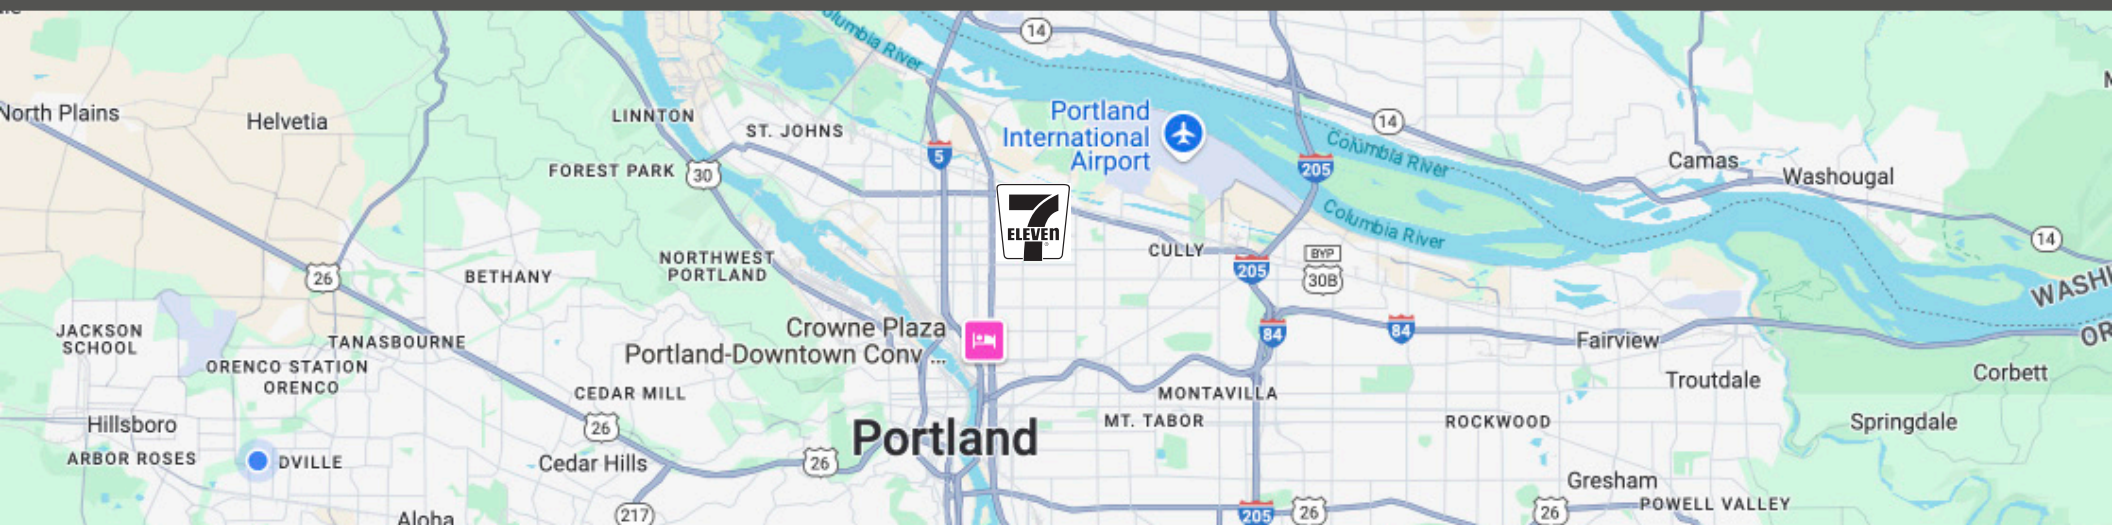 14
olumbia River
North Plains
Helvetia
LINNTON
ST. JOHNS
Portland
International
Airport
14
Columbia River
5
FOREST PARK
30
205
Camas
Washougal
7
ELEVEN
Columbia River
14
CULLY
BYP
30B
205
NORTHWEST
PORTLAND
26
BETHANY
WASHI
OR
JACKSON
SCHOOL
TANASBOURNE
Crowne Plaza
Portland-Downtown Conv ...
84
84
Fairview
ORENCO STATION
ORENCO
CEDAR MILL
MONTAVILLA
Troutdale
Corbett
Hillsboro
26
Portland
MT. TABOR
ROCKWOOD
Springdale
ARBOR ROSES
DVILLE
Cedar Hills
26
Gresham
POWELL VALLEY
Aloha
217
205
26
26